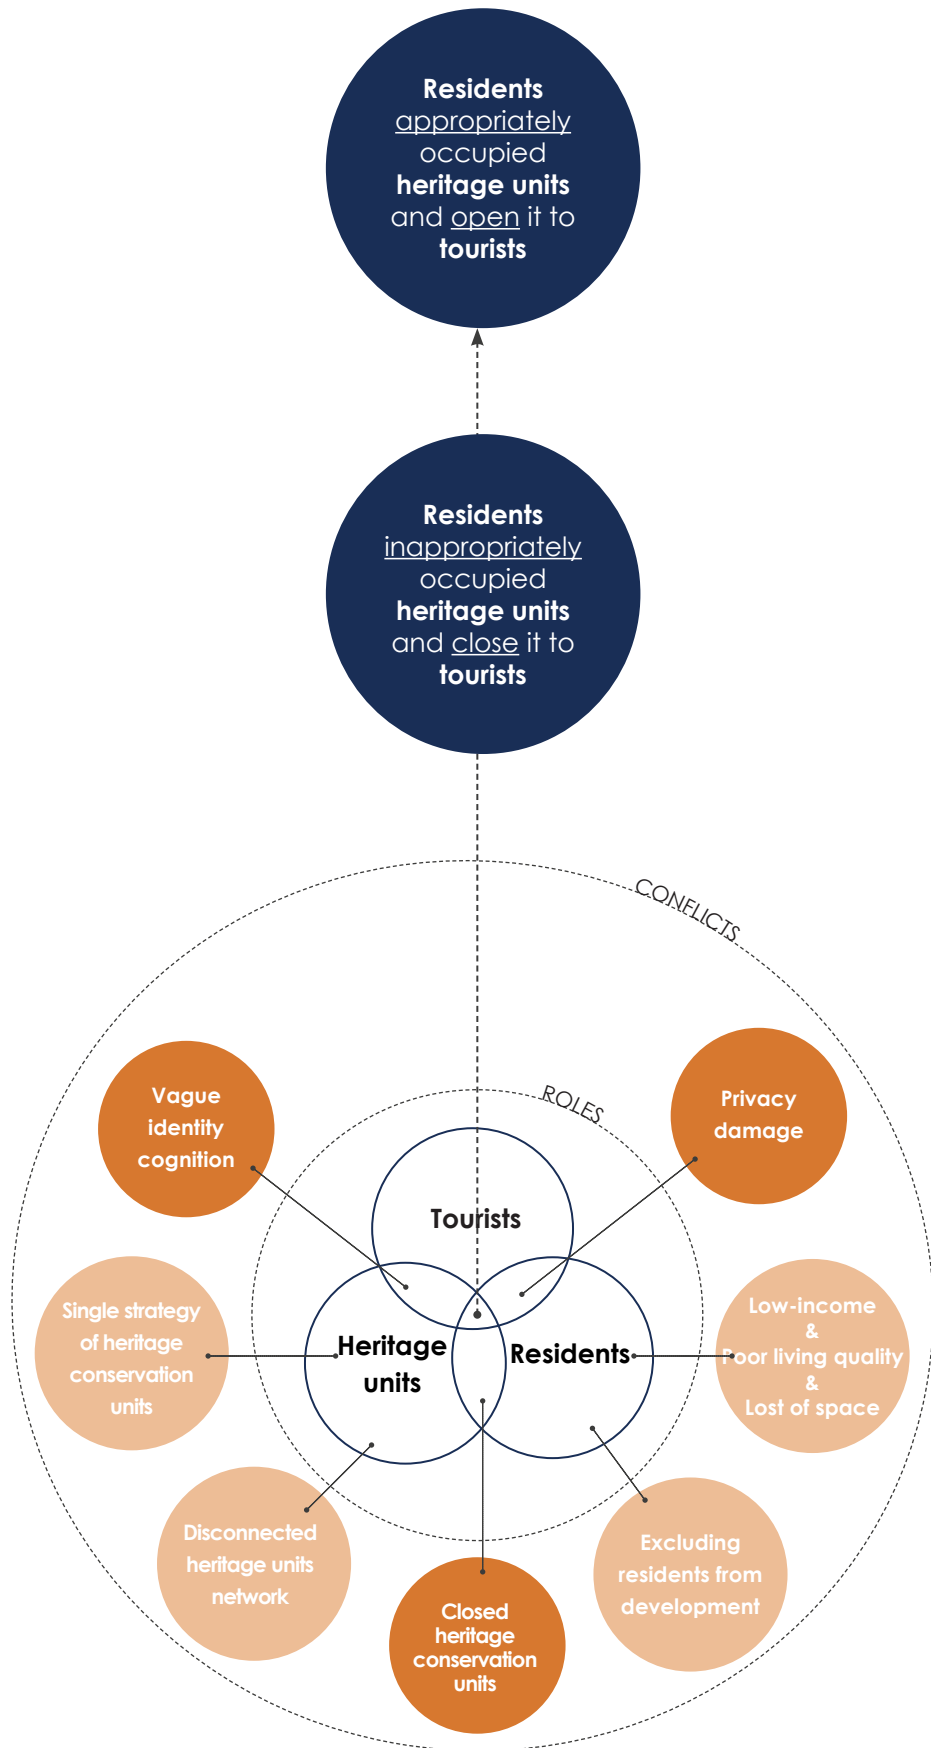 Residents
appropriately
occupied
heritage units
and open it to
tourists
Residents
inappropriately
occupied
heritage units
and close it to
tourists
CONFLICTS
ROLES
Vague
identity
cognition
Privacy
damage
Tourists
Single strategy
of heritage
conservation
units
Heritage
units
Residents
Low-income
&
Poor living quality
&
Lost of space
Disconnected
heritage units
network
Closed
heritage
conservation
units
Excluding
residents from
development